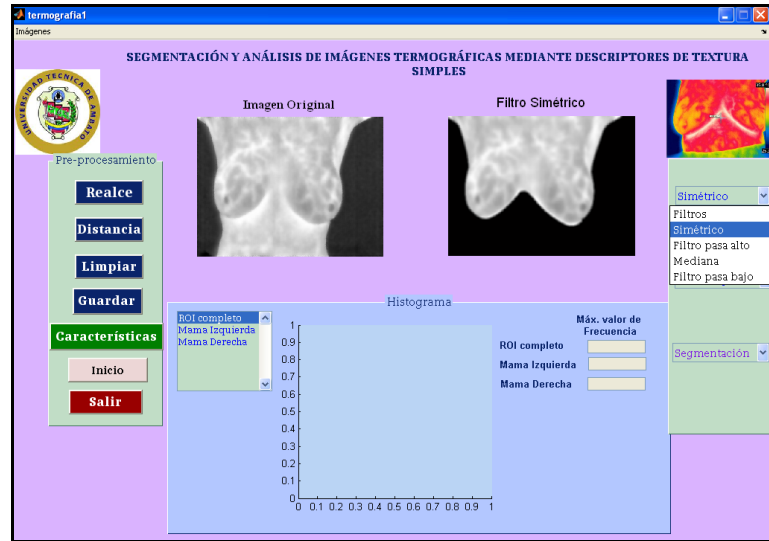 termografia1
Imágenes
SEGMENTACIÓN Y ANÁLISIS DE IMÁGENES TERMOGRÁFICAS MEDIANTE DESCRIPTORES DE TEXTURA
SIMPLES
UNIVERSIDAD TECNICA DE AMBATO
Imagen Original
Filtro Simétrico
Pre-procesamiento
Realce
Distancia
Limpiar
Guardar
Características
Inicio
Salir
Simétrico
Filtros
Simétrico
Filtro pasa alto
Mediana
Filtro pasa bajo
Segmentación
Histograma
ROI completo
Mama Izquierda
Mama Derecha
1
0.9
0.8
0.7
0.6
0.5
0.4
0.3
0.2
0.1
0
0 0.1 0.2 0.3 0.4 0.5 0.6 0.7 0.8 0.9 1
Máx. valor de
Frecuencia
ROI completo
Mama Izquierda
Mama Derecha